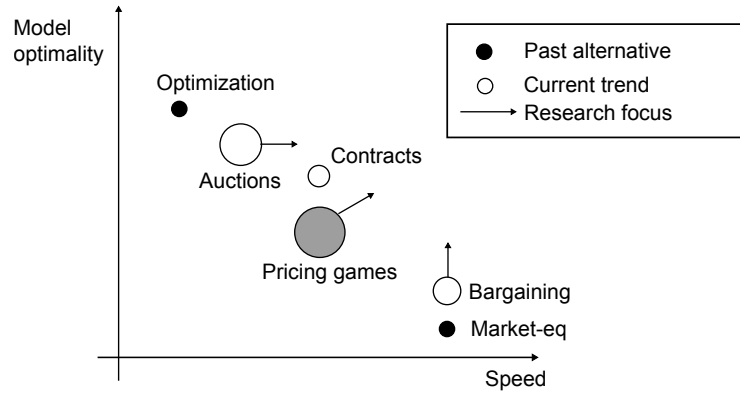 Model
optimality
Past alternative
Current trend
Research focus
Optimization
Contracts
Auctions
Pricing games
Bargaining
Market-eq
Speed